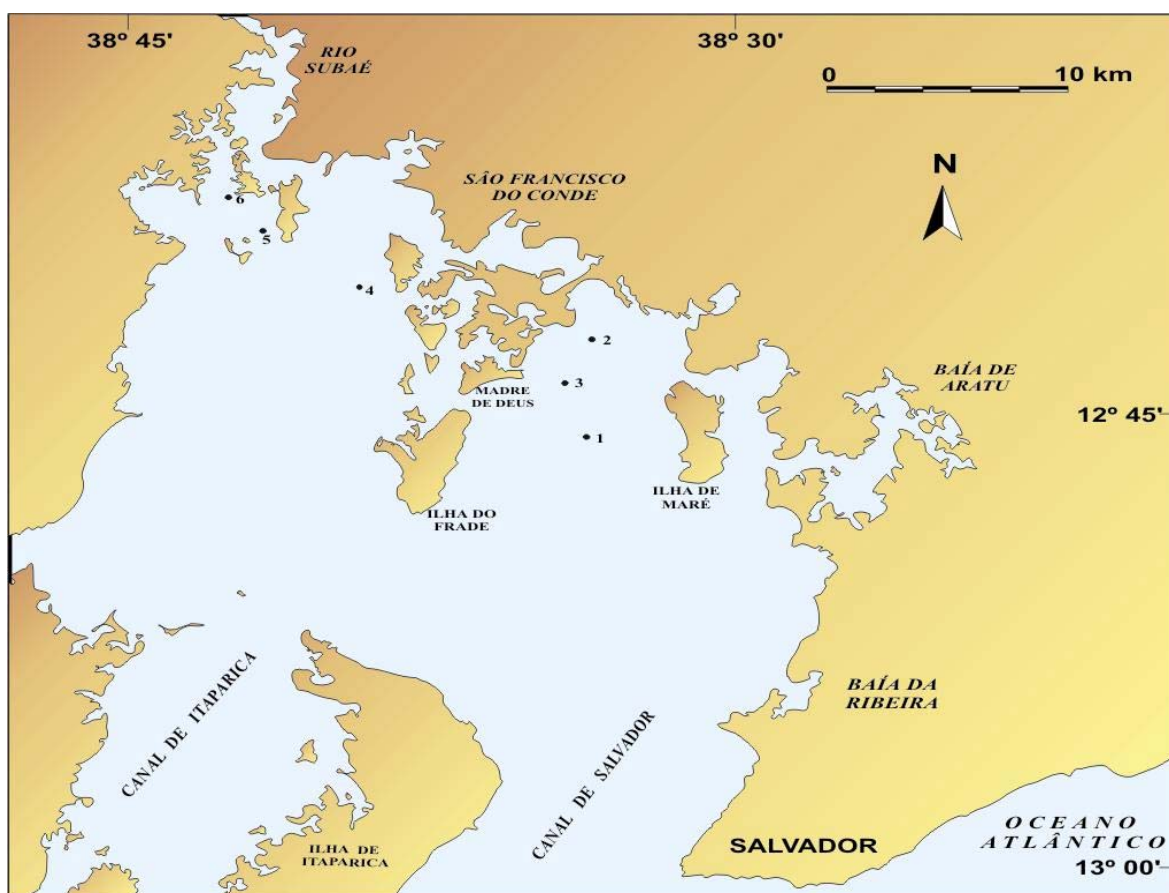 38º 45'
38º 30'
RIO
SUBAÉ
0
10 km
N
SÂO FRANCISCO
DO CONDE
6
5
4
2
3
BAÍA DE
ARATU
MADRE
DE DEUS
12º 45'
1
ILHA DE
MARÉ
ILHA DO
FRADE
CANAL DE ITAPARICA
BAÍA DA
RIBEIRA
CANAL DE SALVADOR
OCEANO
ATLÂNTICO
SALVADOR
ILHA DE
ITAPARICA
13º 00'